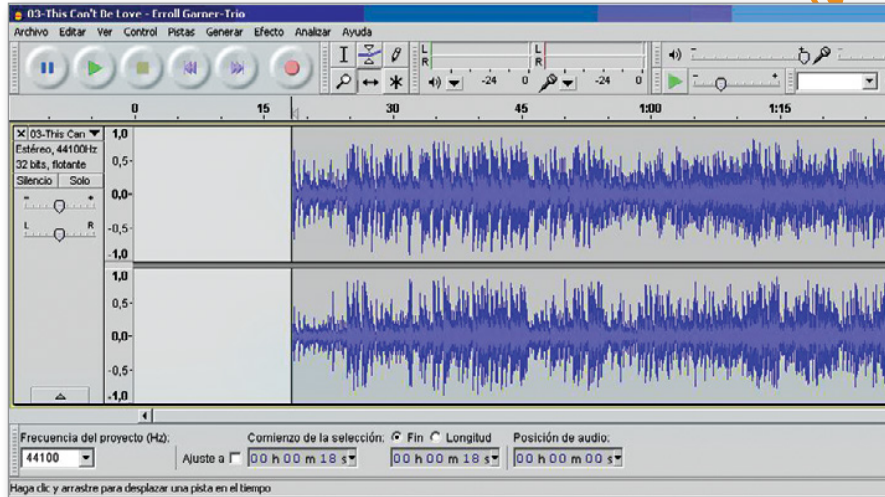 03-This Can't Be Love - Erroll Garner-Trio
Archivo Editar Ver Control Pistas Generar Efecto Analizar Ayuda
L
R
-24 0
L
R
-24 0
- +
0 15 30 45 1:00 1:15
03-This Can
Estéreo, 44100Hz
32 bits, flotante
Silencio Solo
- +
L R
1,0
0,5-
0,0-
-0,5-
-1,0
1,0
0,5-
0,0-
-0,5-
-1,0
Frecuencia del proyecto (Hz): Comienzo de la selección: Fin Longitud Posición de audio:
44100 Ajuste a 00 h 00 m 18 s 00 h 00 m 18 s 00 h 00 m 00 s
Haga clic y arrastre para desplazar una pista en el tiempo